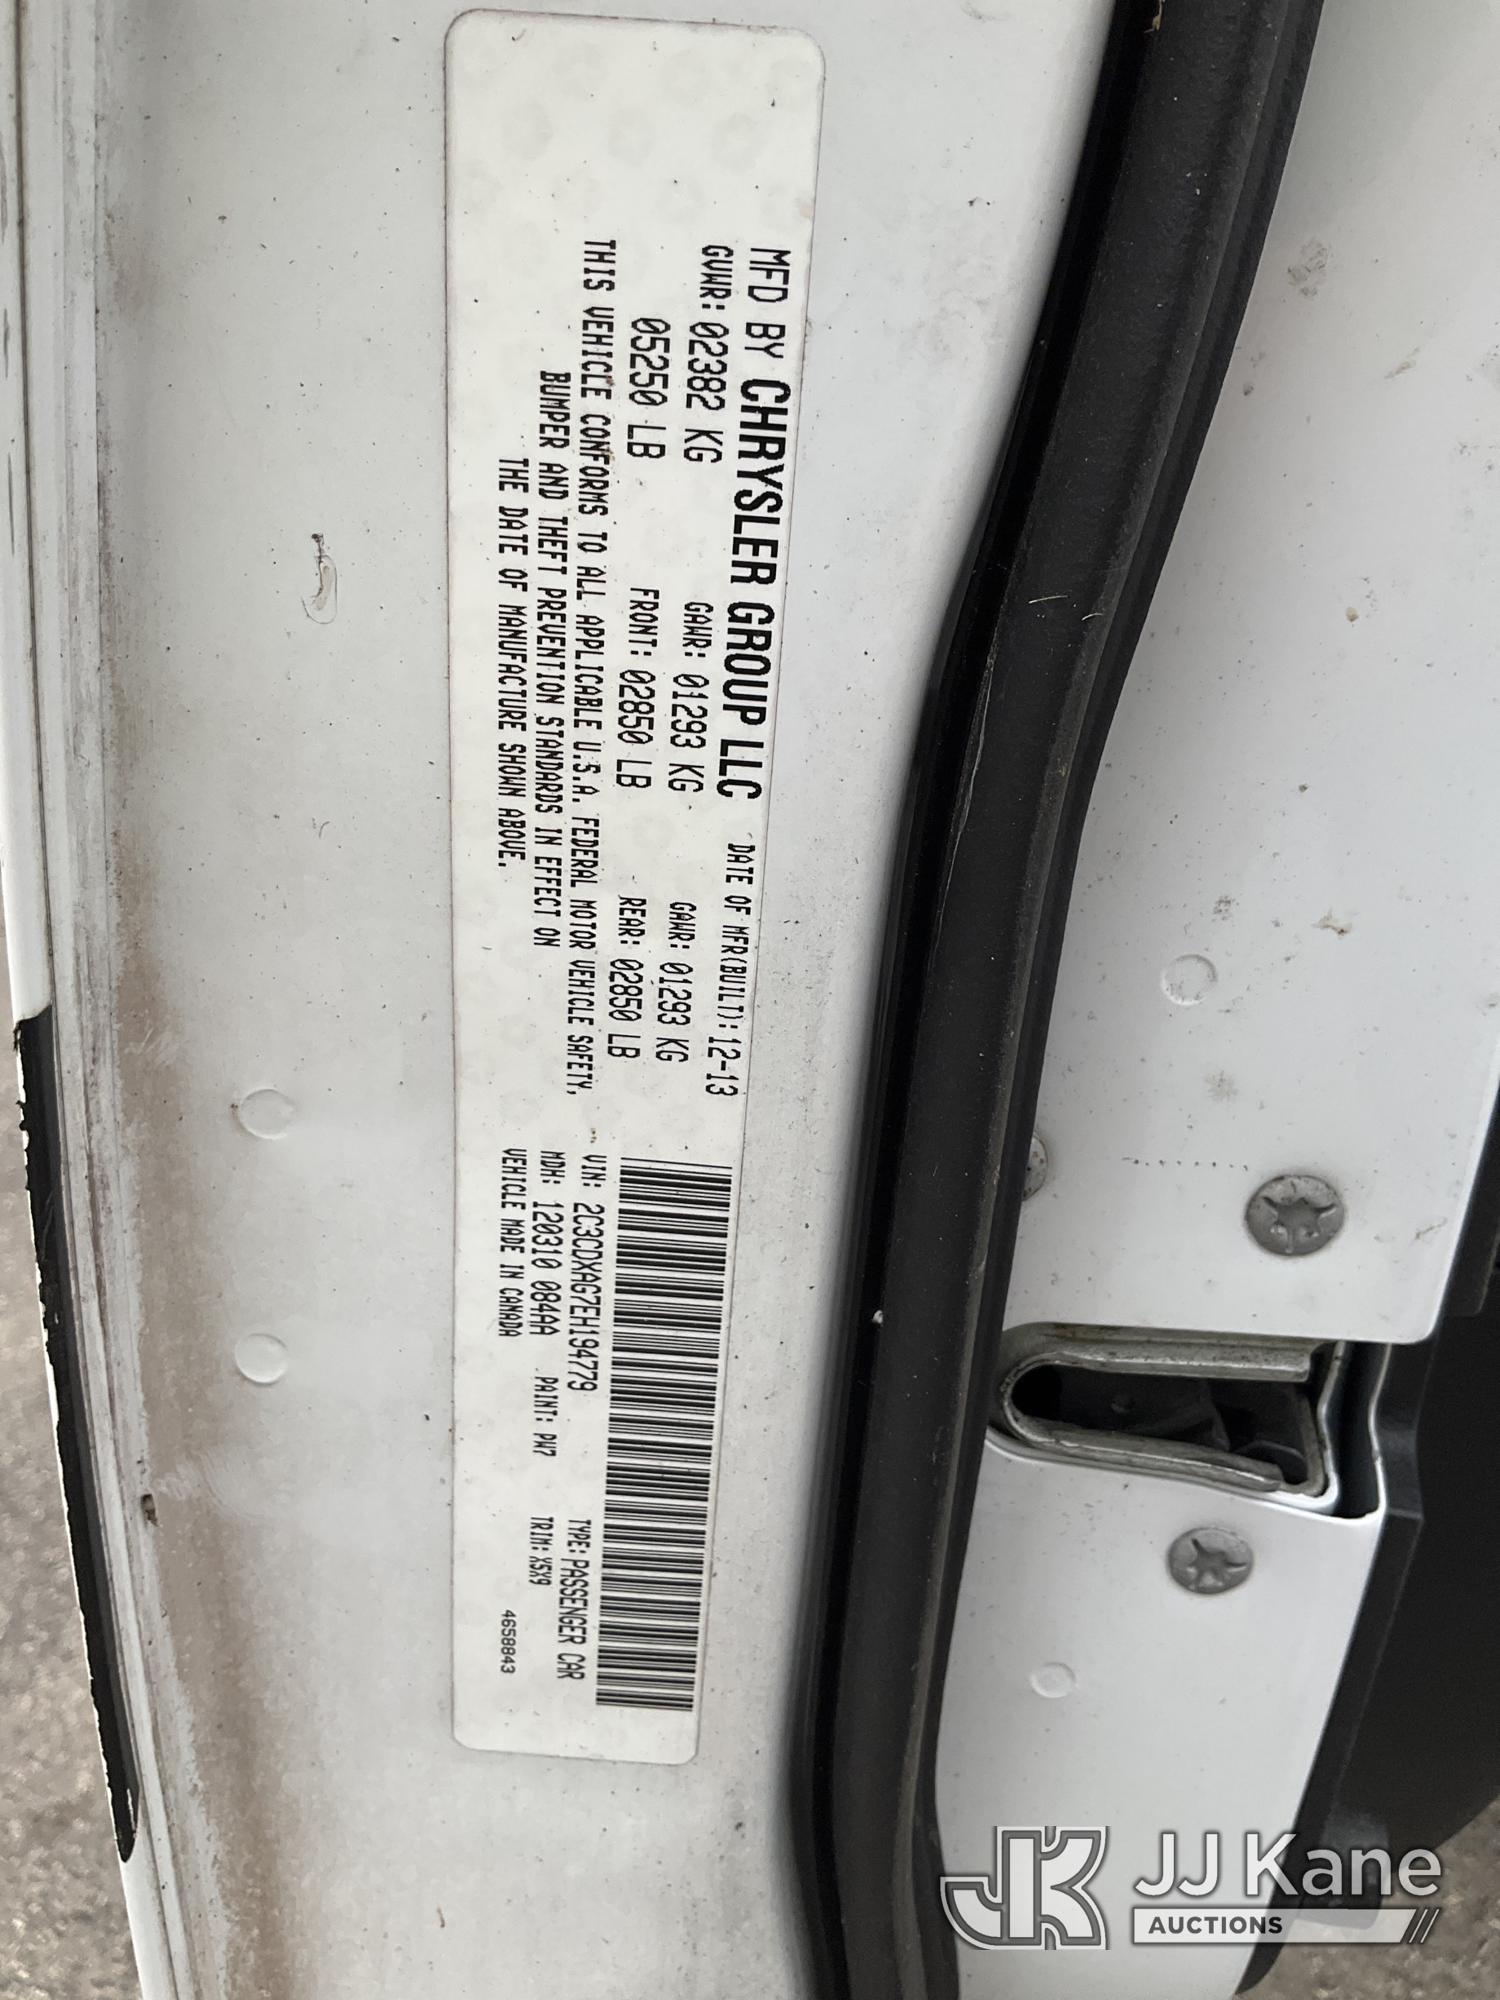 MFD BY CHRYSLER GROUP LLC DATE OF MFR(BUILT): 12-13
GVWR: 02382 KG GAWR: 01293 KG GAWR: 01293 KG
05250 LB FRONT: 02850 LB REAR: 02850 LB
THIS VEHICLE CONFORMS TO ALL APPLICABLE U.S.A. FEDERAL MOTOR VEHICLE SAFETY,
BUMPER AND THEFT PREVENTION STANDARDS IN EFFECT ON
THE DATE OF MANUFACTURE SHOWN ABOVE.
VIN: 2C3CDXAG7EH194779 TYPE: PASSENGER CAR
MDH: 120310 084AA PAINT: PW7 TRIM: X5X9
VEHICLE MADE IN CANADA 4658843
JK JJ Kane
AUCTIONS